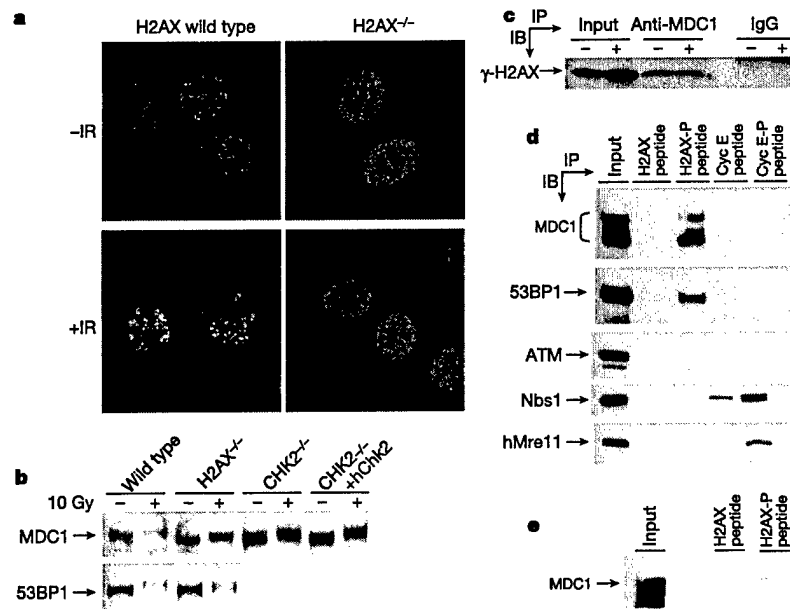 a
H2AX wild type
H2AX–/–
–IR
+IR
b
Wild type
H2AX–/–
CHK2–/–
CHK2–/–
+hChk2
10 Gy
– + – + – + – +
MDC1
53BP1
c
IP
IB
Input Anti-MDC1 IgG
– + – + – +
γ-H2AX
d
IP
IB
Input
H2AX
peptide
H2AX-P
peptide
Cyc E
peptide
Cyc E-P
peptide
MDC1
53BP1
ATM
Nbs1
hMre11
e
Input
H2AX
peptide
H2AX-P
peptide
MDC1